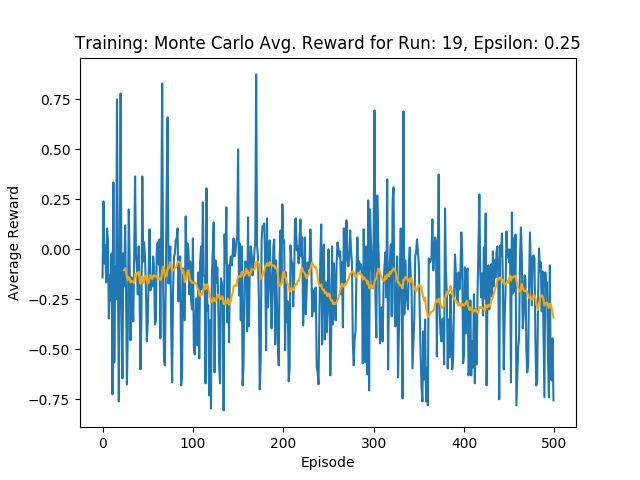 Training: Monte Carlo Avg. Reward for Run: 19, Epsilon: 0.25
0.75
0.50
0.25
0.00
−0.25
−0.50
−0.75
Average Reward
0 100 200 300 400 500
Episode